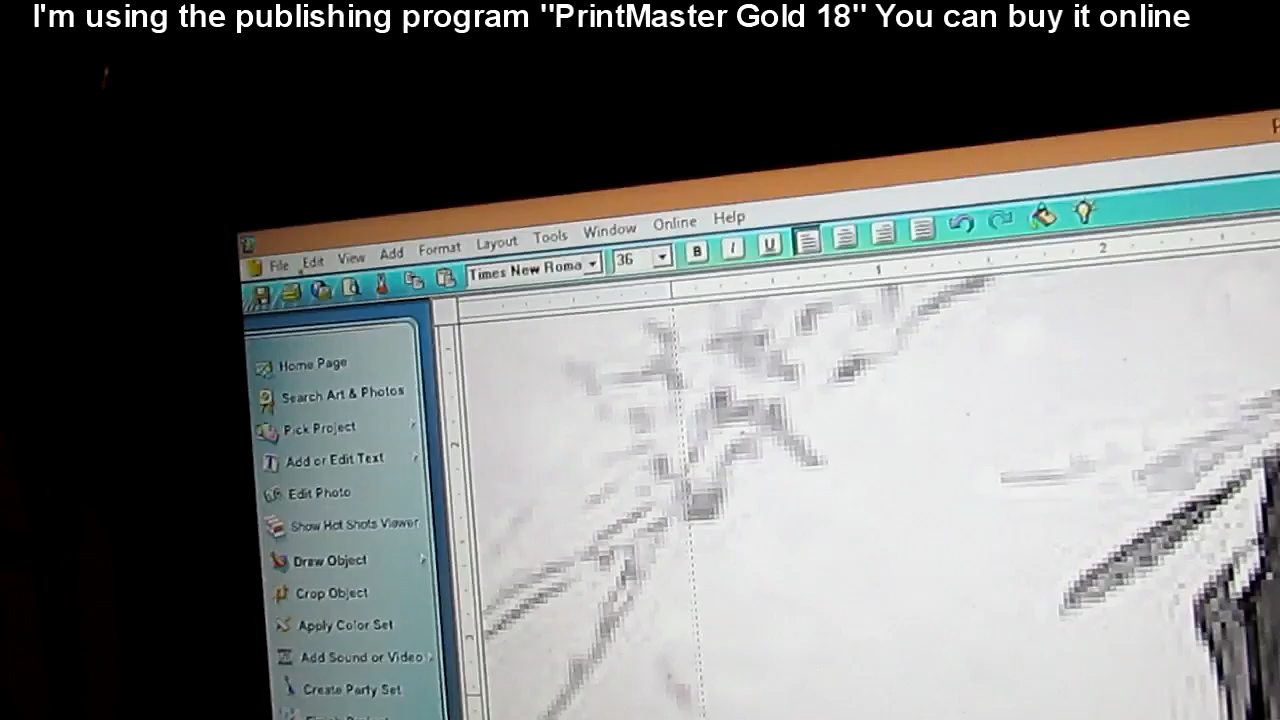 I'm using the publishing program "PrintMaster Gold 18" You can buy it online
File Edit View Add Format Layout Tools Window Online Help
Times New Roma 36 B I U
1 2
Home Page
Search Art & Photos
Pick Project
2
Add or Edit Text
Edit Photo
Show Hot Shots Viewer
Draw Object
Crop Object
Apply Color Set
3
Add Sound or Video
Create Party Set